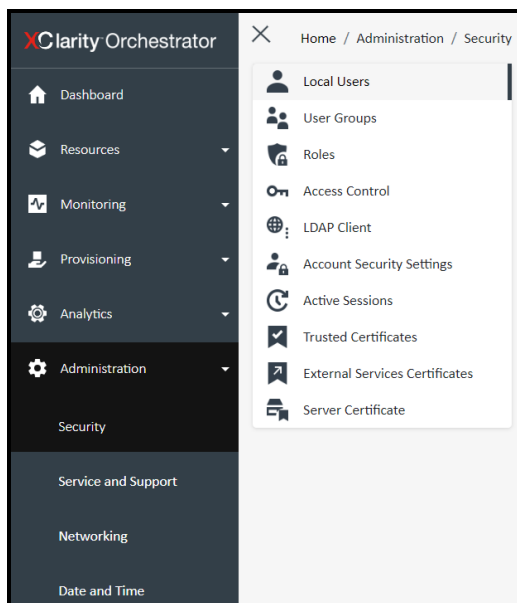 XClarity Orchestrator
Dashboard
Resources
Monitoring
Provisioning
Analytics
Administration
Security
Service and Support
Networking
Date and Time
Home / Administration / Security
Local Users
User Groups
Roles
Access Control
LDAP Client
Account Security Settings
Active Sessions
Trusted Certificates
External Services Certificates
Server Certificate